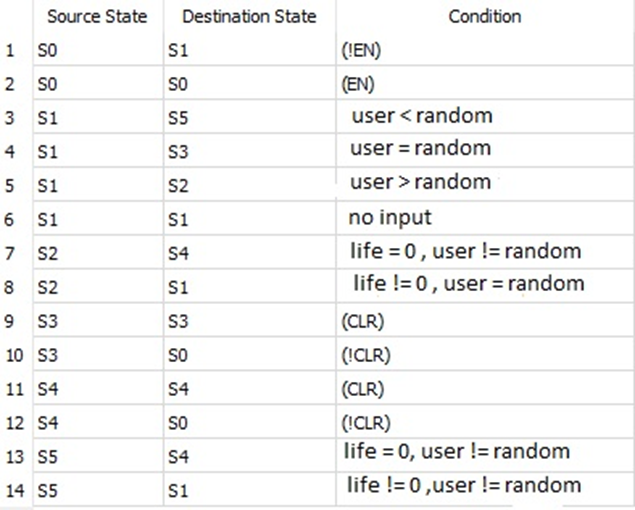 Source State Destination State Condition
1 S0 S1 (!EN)
2 S0 S0 (EN)
3 S1 S5 user < random
4 S1 S3 user = random
5 S1 S2 user > random
6 S1 S1 no input
7 S2 S4 life = 0 , user != random
8 S2 S1 life != 0 , user = random
9 S3 S3 (CLR)
10 S3 S0 (!CLR)
11 S4 S4 (CLR)
12 S4 S0 (!CLR)
13 S5 S4 life = 0, user != random
14 S5 S1 life != 0 ,user != random